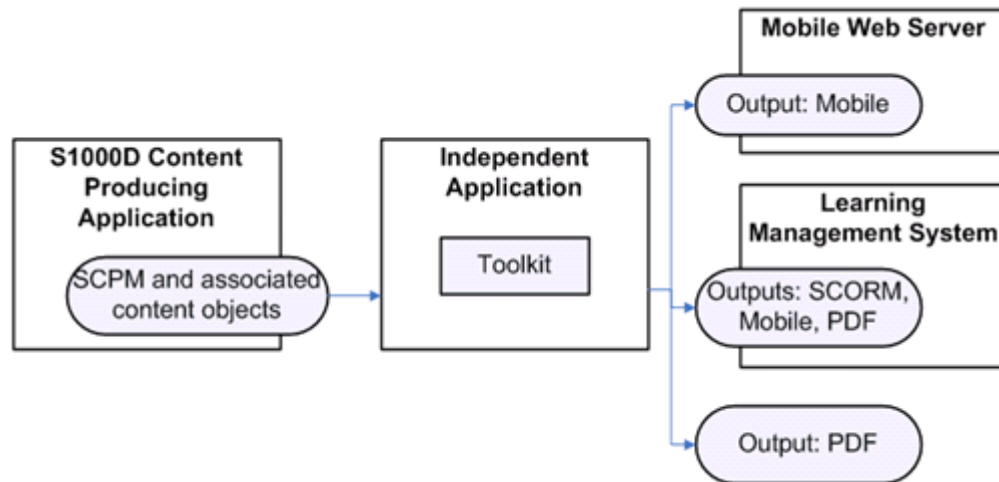 S1000D Content
Producing
Application
SCPM and associated
content objects
Independent
Application
Toolkit
Mobile Web Server
Output: Mobile
Learning
Management System
Outputs: SCORM,
Mobile, PDF
Output: PDF